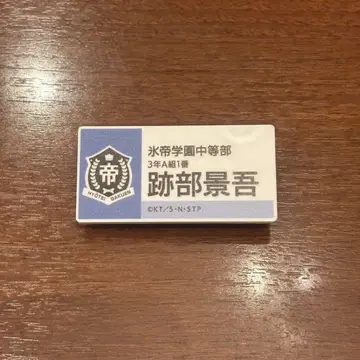 帝
HYOTEI GAKUEN
氷帝学園中等部
3年A組1番
跡部景吾
©KT/S・N・STP